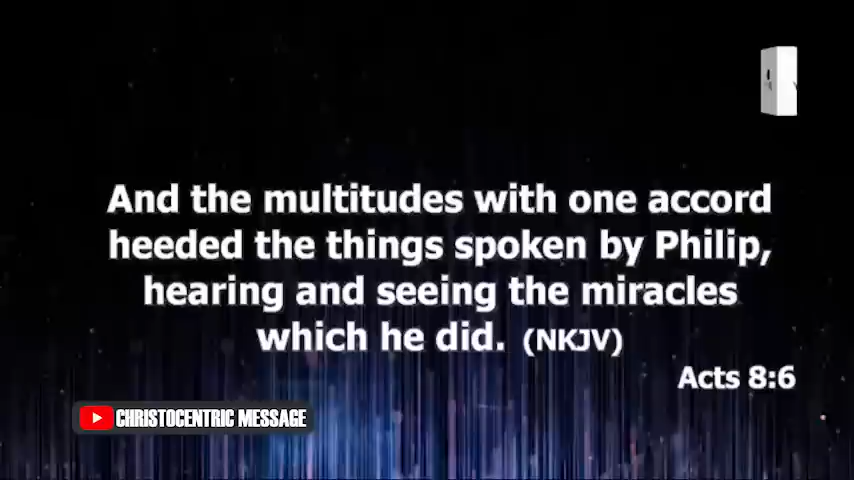 And the multitudes with one accord
heeded the things spoken by Philip,
hearing and seeing the miracles
which he did. (NKJV)
Acts 8:6
CHRISTOCENTRIC MESSAGE